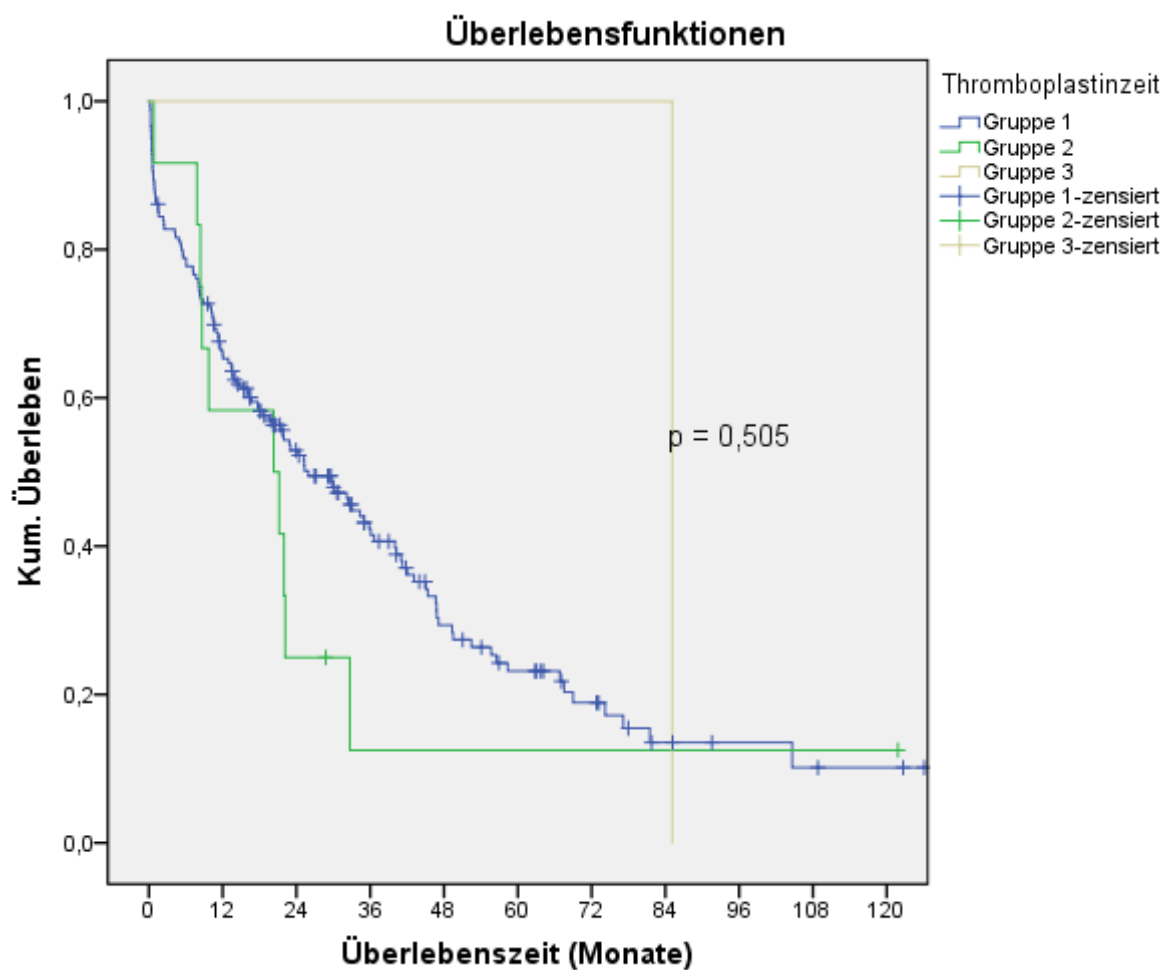 Überlebensfunktionen
Thromboplastinzeit
Gruppe 1
Gruppe 2
Gruppe 3
Gruppe 1-zensiert
Gruppe 2-zensiert
Gruppe 3-zensiert
Kum. Überleben
1,0
0,8
0,6
0,4
0,2
0,0
p = 0,505
0 12 24 36 48 60 72 84 96 108 120
Überlebenszeit (Monate)